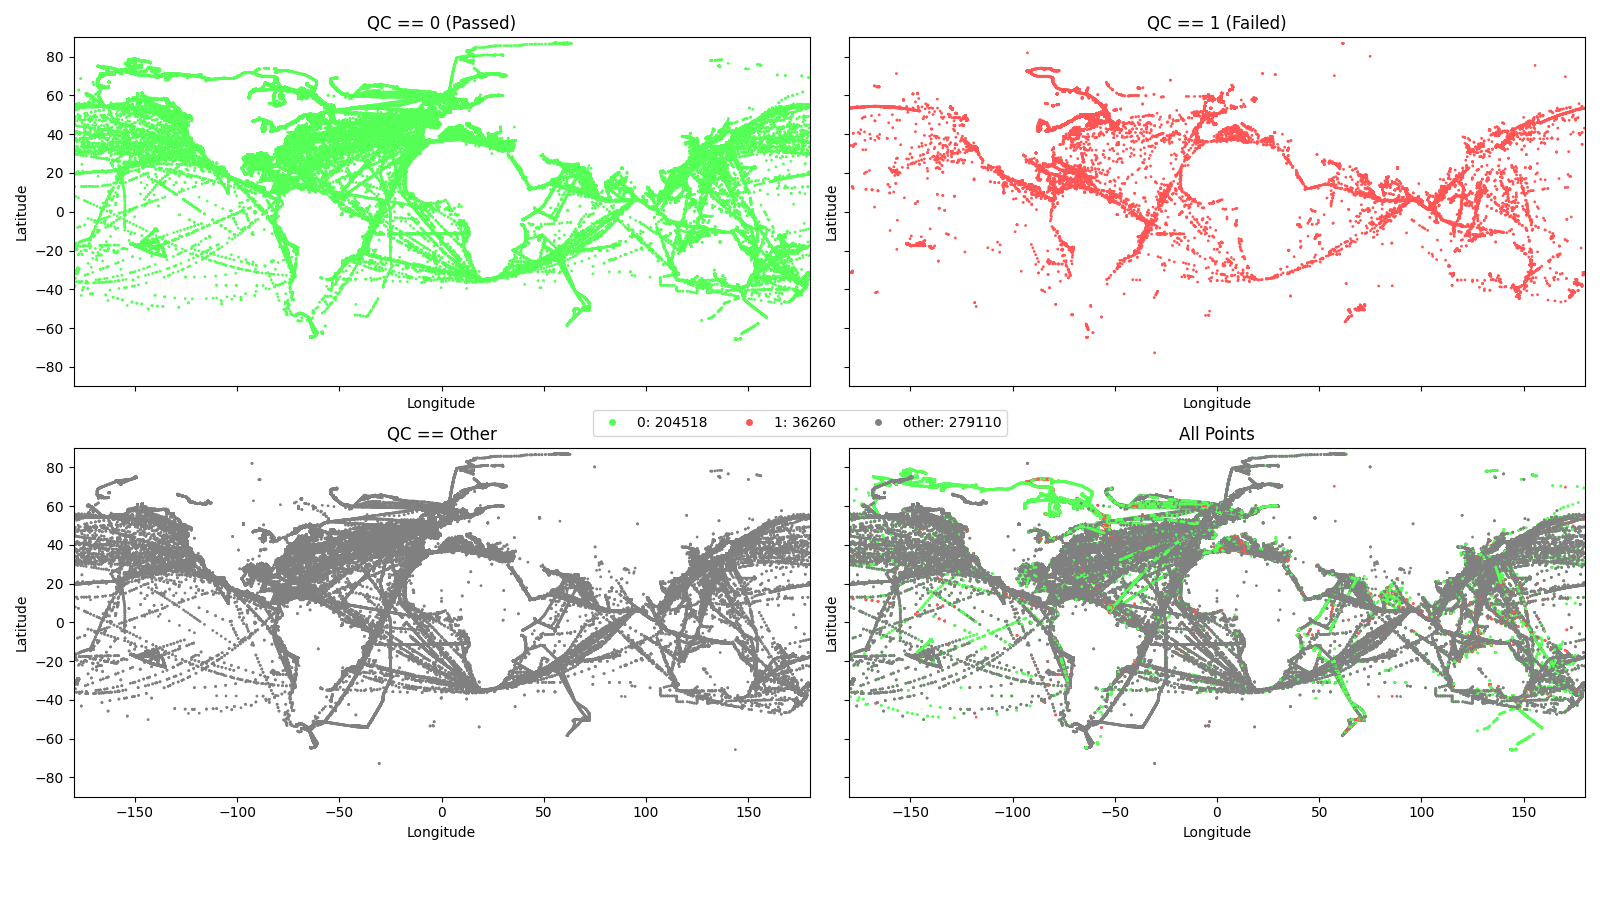 QC == 0 (Passed)
QC == 1 (Failed)
80
60
40
20
0
−20
−40
−60
−80
Latitude
Latitude
Longitude
Longitude
0: 204518
1: 36260
other: 279110
QC == Other
All Points
80
60
40
20
0
−20
−40
−60
−80
Latitude
Latitude
−150
−100
−50
0
50
100
150
−150
−100
−50
0
50
100
150
Longitude
Longitude